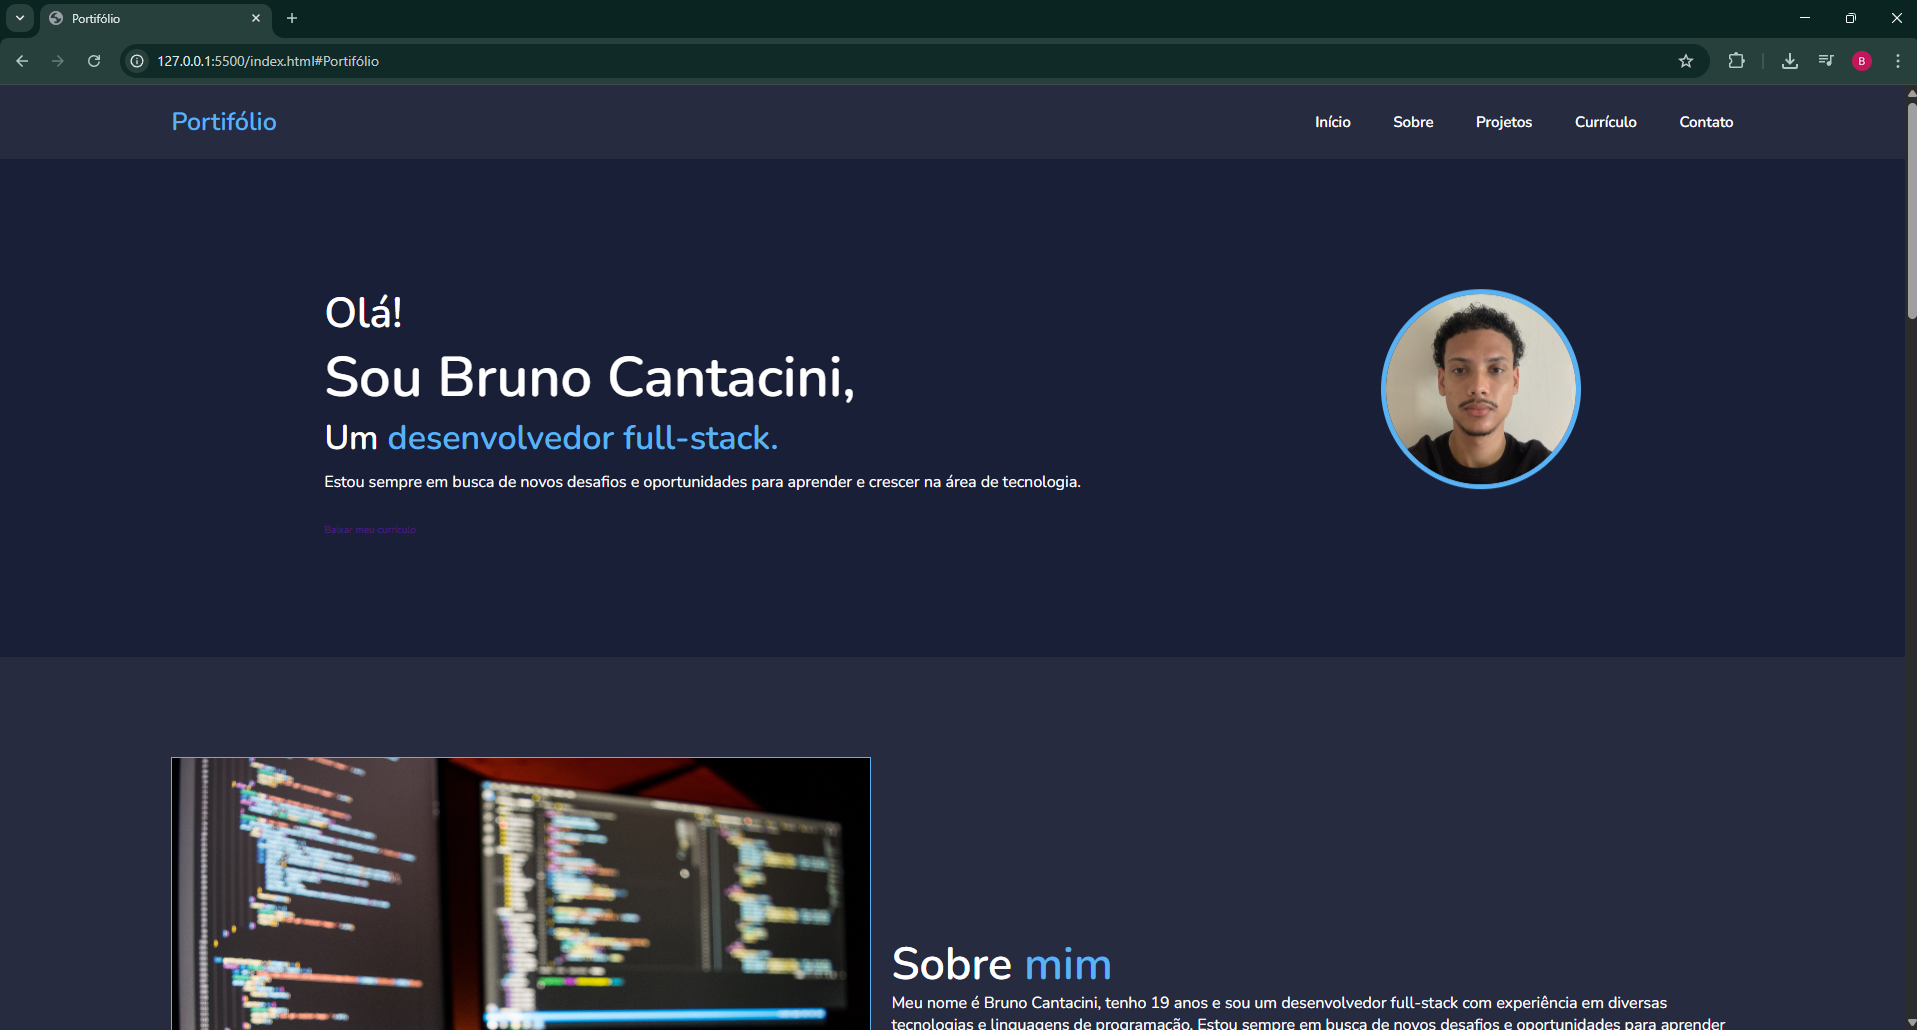 Portifólio
127.0.0.1:5500/index.html#Portifólio
B
Portifólio
Início Sobre Projetos Currículo Contato
Olá!
Sou Bruno Cantacini,
Um desenvolvedor full-stack.
Estou sempre em busca de novos desafios e oportunidades para aprender e crescer na área de tecnologia.
Baixar meu currículo
Sobre mim
Meu nome é Bruno Cantacini, tenho 19 anos e sou um desenvolvedor full-stack com experiência em diversas
tecnologias e linguagens de programação. Estou sempre em busca de novos desafios e oportunidades para aprender